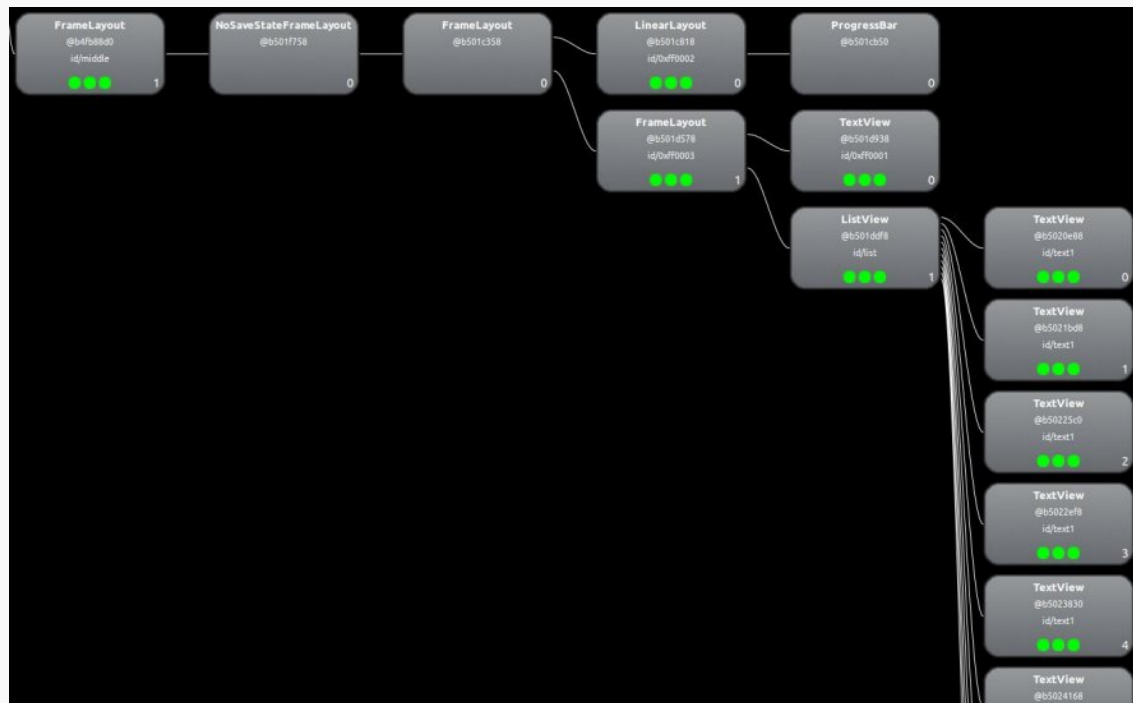 FrameLayout
@b4fb88d0
id/middle
1
NoSaveStateFrameLayout
@b501f758
0
FrameLayout
@b501c358
0
LinearLayout
@b501c818
id/0xff0002
0
ProgressBar
@b501cb50
0
FrameLayout
@b501d578
id/0xff0003
1
TextView
@b501d938
id/0xff0001
0
ListView
@b501ddf8
id/list
1
TextView
@b5020e88
id/text1
0
TextView
@b5021bd8
id/text1
1
TextView
@b50225c0
id/text1
2
TextView
@b5022ef8
id/text1
3
TextView
@b5023830
id/text1
4
TextView
@b5024168